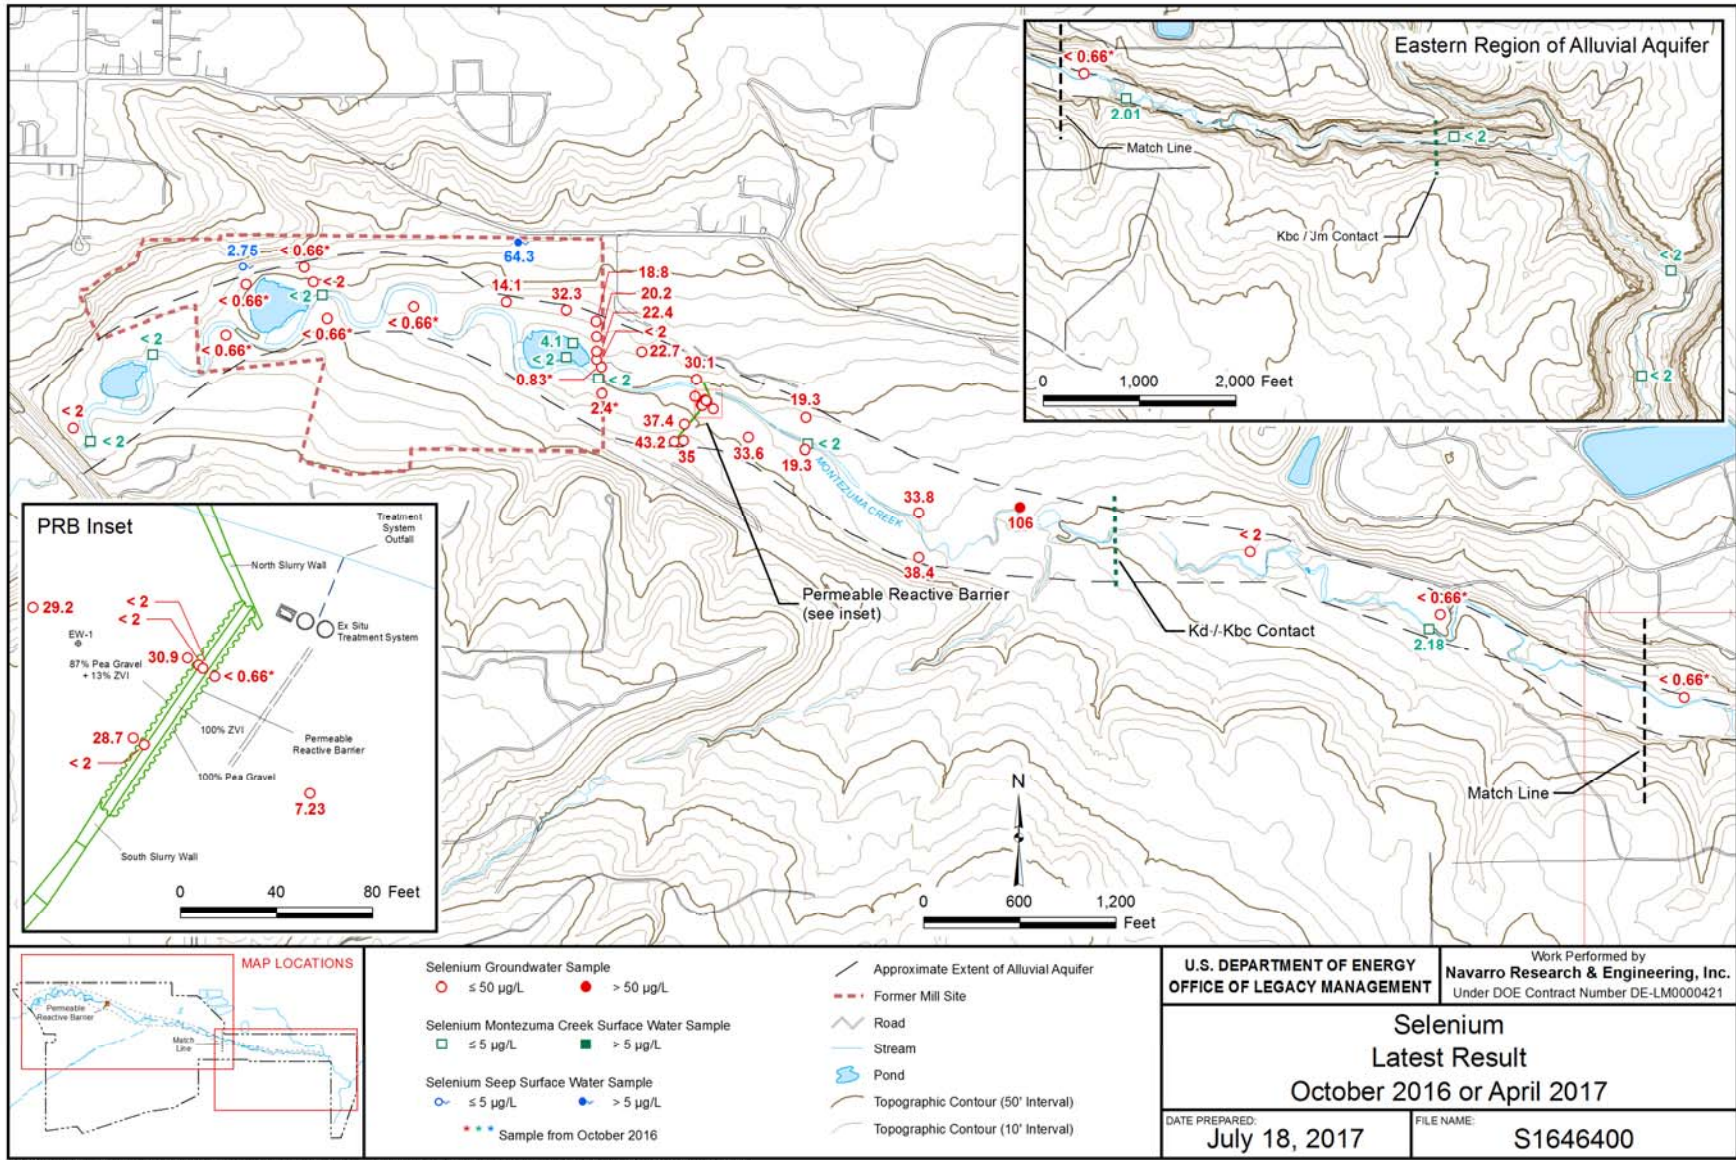 Eastern Region of Alluvial Aquifer
< 0.66*
2.01
Match Line
< 2
Kbc / Jm Contact
< 2
< 2
0 1,000 2,000 Feet
2.75
< 0.66*
64.3
< 0.66*
< 2
< 2
< 0.66*
< 0.66*
< 0.66*
14.1
32.3
18.8
20.2
22.4
< 2
22.7
4.1
< 2
0.83*
< 2
2.4*
< 2
< 2
< 2
30.1
37.4
43.2
35
33.6
19.3
< 2
19.3
MONTEZUMA CREEK
33.8
38.4
106
< 2
< 0.66*
2.18
< 0.66*
Permeable Reactive Barrier
(see inset)
Kd / Kbc Contact
Match Line
N
0 600 1,200
Feet
PRB Inset
Treatment
System
Outfall
North Slurry Wall
29.2
< 2
< 2
EW-1
Ex Situ
Treatment System
30.9
87% Pea Gravel
+ 13% ZVI
< 0.66*
28.7
100% ZVI
Permeable
Reactive Barrier
< 2
100% Pea Gravel
7.23
South Slurry Wall
0 40 80 Feet
MAP LOCATIONS
Permeable
Reactive Barrier
Match
Line
Selenium Groundwater Sample
≤ 50 µg/L > 50 µg/L
Selenium Montezuma Creek Surface Water Sample
≤ 5 µg/L > 5 µg/L
Selenium Seep Surface Water Sample
≤ 5 µg/L > 5 µg/L
* * * Sample from October 2016
Approximate Extent of Alluvial Aquifer
Former Mill Site
Road
Stream
Pond
Topographic Contour (50' Interval)
Topographic Contour (10' Interval)
U.S. DEPARTMENT OF ENERGY
OFFICE OF LEGACY MANAGEMENT
Work Performed by
Navarro Research & Engineering, Inc.
Under DOE Contract Number DE-LM0000421
Selenium
Latest Result
October 2016 or April 2017
DATE PREPARED:
July 18, 2017
FILE NAME:
S1646400